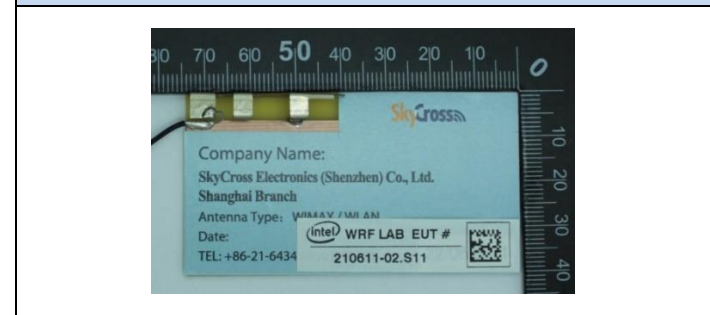 80 70 60 50 40 30 20 10 0
SkyCross
Company Name:
SkyCross Electronics (Shenzhen) Co., Ltd.
Shanghai Branch
Antenna Type: WIMAX / WLAN
Date:
TEL: +86-21-6434
intel WRF LAB EUT #
210611-02.S11
10
20
30
40